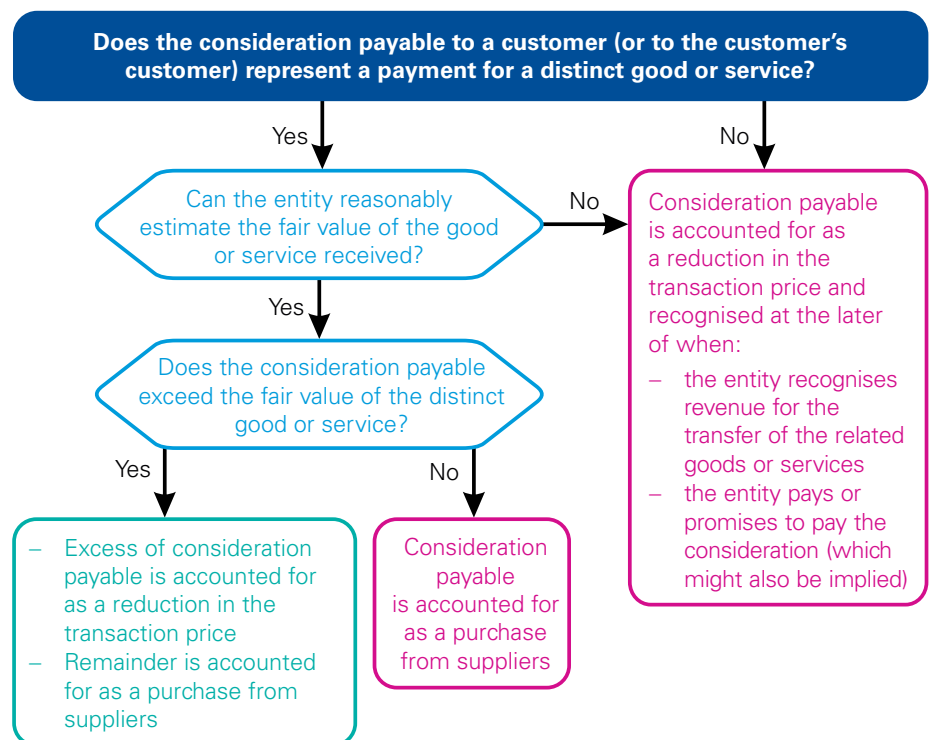 Does the consideration payable to a customer (or to the customer's
customer) represent a payment for a distinct good or service?
Yes
No
Can the entity reasonably
estimate the fair value of the good
or service received?
No
Consideration payable
is accounted for as
a reduction in the
transaction price and
recognised at the later
of when:
– the entity recognises
revenue for the
transfer of the related
goods or services
– the entity pays or
promises to pay the
consideration (which
might also be implied)
Yes
Does the consideration payable
exceed the fair value of the distinct
good or service?
Yes
No
– Excess of consideration
payable is accounted for
as a reduction in the
transaction price
– Remainder is accounted
for as a purchase from
suppliers
Consideration
payable
is accounted for
as a purchase
from suppliers